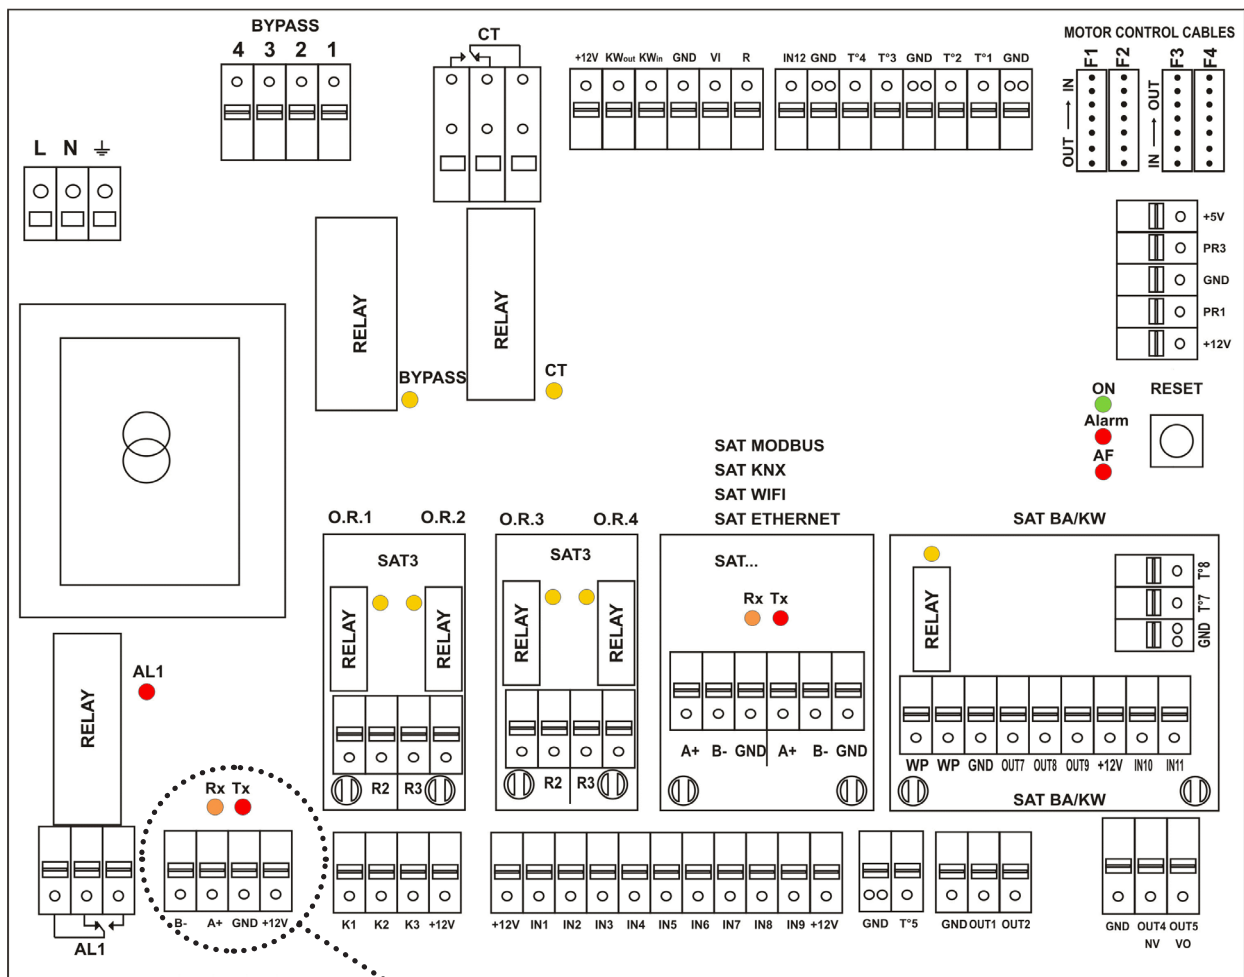 BYPASS
4 3 2 1
CT
+12V KWout KWin GND VI R
IN12 GND T°4 T°3 GND T°2 T°1 GND
MOTOR CONTROL CABLES
F1 F2 F3 F4
OUT → IN
IN → OUT
L N
+5V
PR3
GND
PR1
+12V
RELAY
RELAY
BYPASS
CT
ON
Alarm
AF
RESET
SAT MODBUS
SAT KNX
SAT WIFI
SAT ETHERNET
O.R.1 O.R.2
O.R.3 O.R.4
SAT BA/KW
SAT3
SAT3
SAT...
Rx Tx
RELAY
RELAY
RELAY
RELAY
RELAY
T°8
T°7
GND
RELAY
AL1
A+ B- GND A+ B- GND
WP WP GND OUT7 OUT8 OUT9 +12V IN10 IN11
R2 R3
R2 R3
SAT BA/KW
Rx Tx
B- A+ GND +12V
AL1
K1 K2 K3 +12V
+12V IN1 IN2 IN3 IN4 IN5 IN6 IN7 IN8 IN9 +12V
GND T°5
GND OUT1 OUT2
GND OUT4 OUT5
NV VO